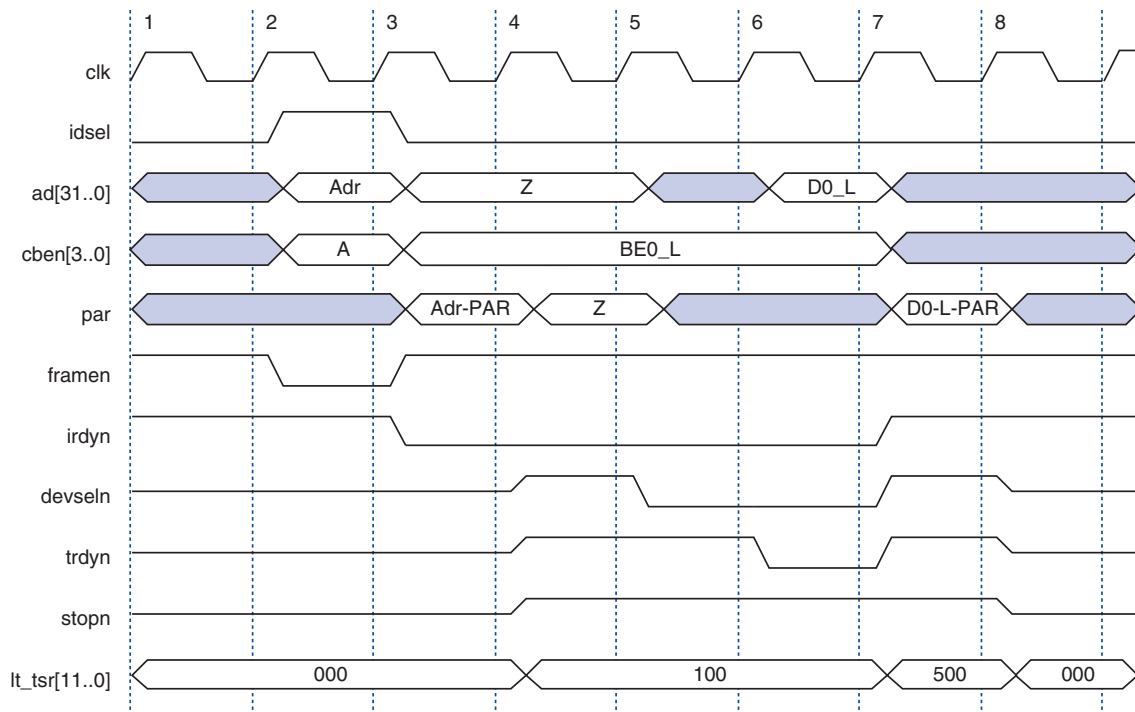 1 2 3 4 5 6 7 8
clk
idsel
ad[31..0] Adr Z D0_L
cben[3..0] A BE0_L
par Adr-PAR Z D0-L-PAR
framen
irdyn
devseln
trdyn
stopn
lt_tsr[11..0] 000 100 500 000